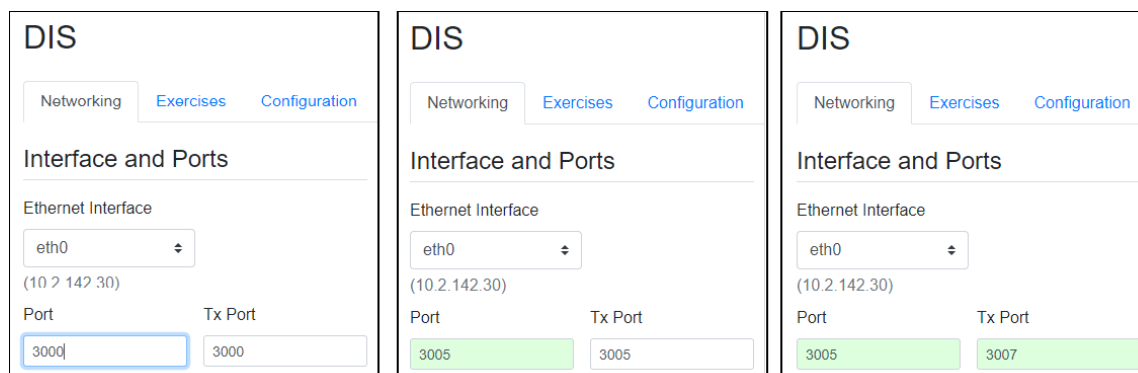 DIS
Networking Exercises Configuration
Interface and Ports
Ethernet Interface
eth0
(10.2.142.30)
Port Tx Port
3000 3000
DIS
Networking Exercises Configuration
Interface and Ports
Ethernet Interface
eth0
(10.2.142.30)
Port Tx Port
3005 3005
DIS
Networking Exercises Configuration
Interface and Ports
Ethernet Interface
eth0
(10.2.142.30)
Port Tx Port
3005 3007